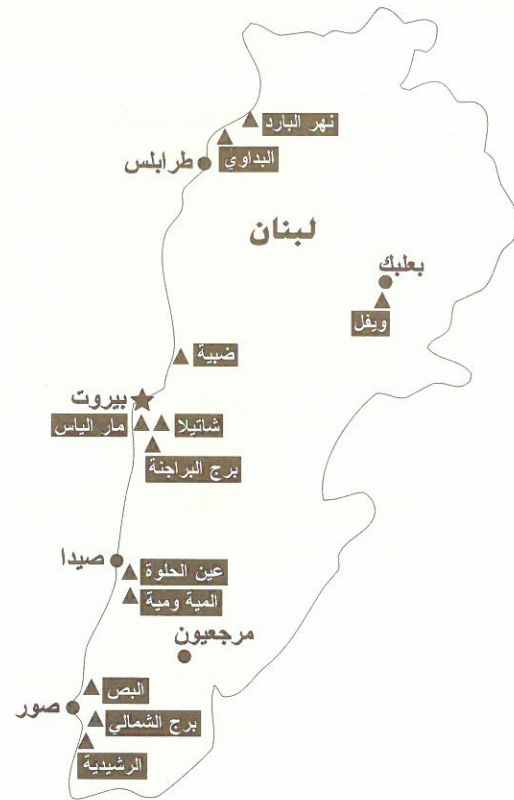 نهر البارد
البداوي
طرابلس
لبنان
بعلبك
ويفل
ضبية
بيروت
شاتيلا
مار الياس
برج البراجنة
صيدا
عين الحلوة
المية ومية
مرجعيون
البص
صور
برج الشمالي
الرشيدية